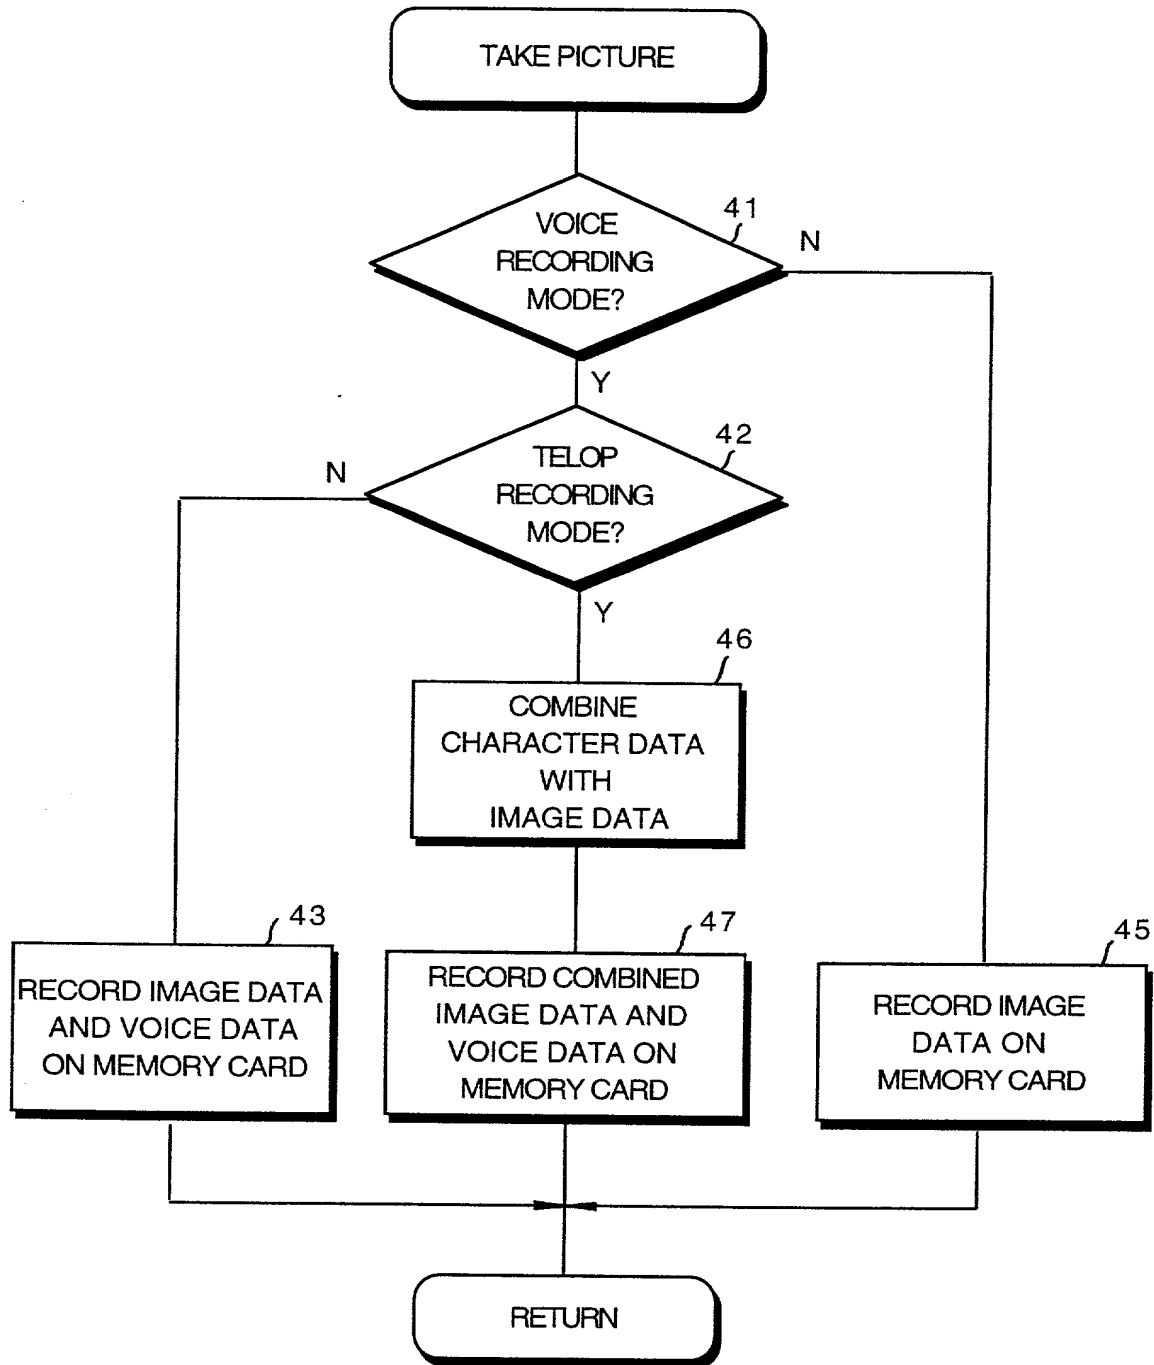 TAKE PICTURE
41
VOICE
RECORDING
MODE?
N
Y
42
TELOP
RECORDING
MODE?
N
Y
46
COMBINE
CHARACTER DATA
WITH
IMAGE DATA
43
RECORD IMAGE DATA
AND VOICE DATA
ON MEMORY CARD
47
RECORD COMBINED
IMAGE DATA AND
VOICE DATA ON
MEMORY CARD
45
RECORD IMAGE
DATA ON
MEMORY CARD
RETURN